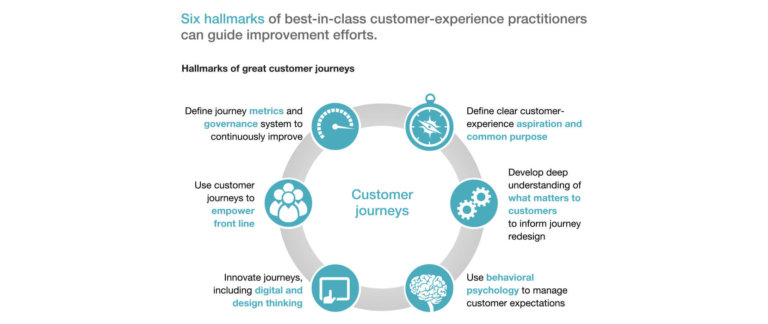 Six hallmarks of best-in-class customer-experience practitioners
can guide improvement efforts.
Hallmarks of great customer journeys
Define journey metrics and
governance system to
continuously improve
Define clear customer-
experience aspiration and
common purpose
Use customer
journeys to
empower
front line
Customer
journeys
Develop deep
understanding of
what matters to
customers
to inform journey
redesign
Innovate journeys,
including digital and
design thinking
Use behavioral
psychology to manage
customer expectations